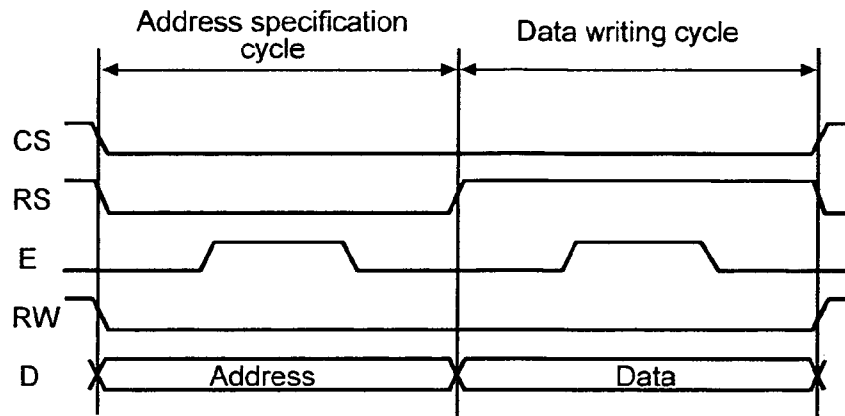 Address specification
cycle
Data writing cycle
CS
RS
E
RW
D
Address
Data